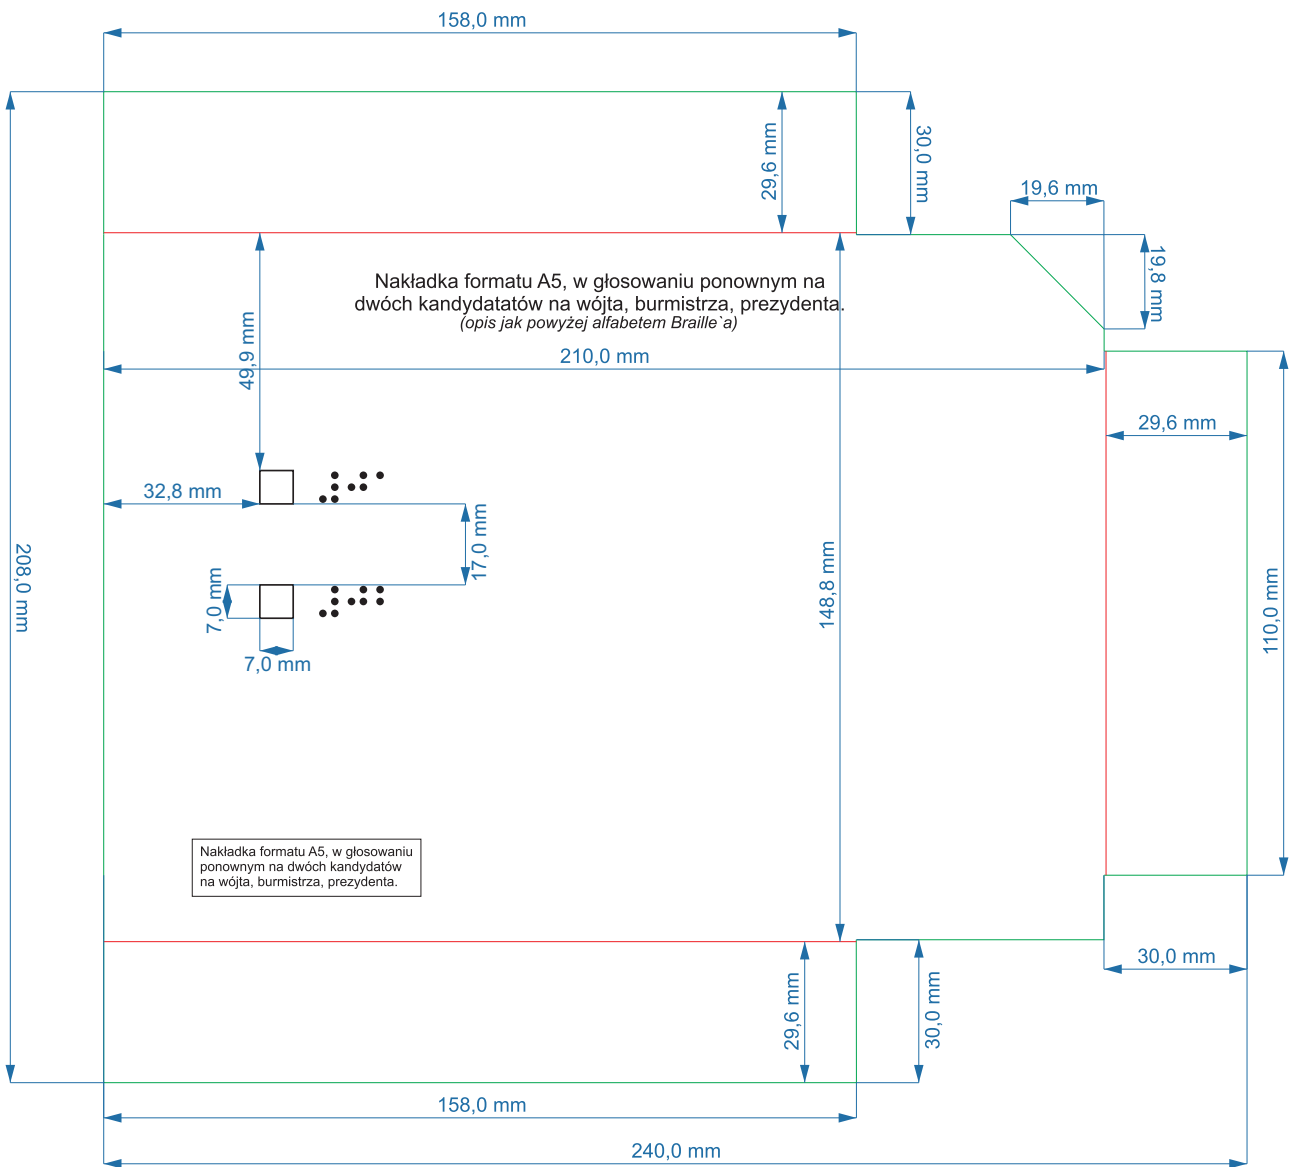 158,0 mm
29,6 mm
30,0 mm
19,6 mm
19,8 mm
Nakładka formatu A5, w głosowaniu ponownym na
dwóch kandydatatów na wójta, burmistrza, prezydenta.
(opis jak powyżej alfabetem Braille`a)
49,9 mm
210,0 mm
29,6 mm
32,8 mm
⠼⠁
17,0 mm
208,0 mm
7,0 mm
⠼⠃
7,0 mm
148,8 mm
110,0 mm
Nakładka formatu A5, w głosowaniu
ponownym na dwóch kandydatów
na wójta, burmistrza, prezydenta.
30,0 mm
29,6 mm
30,0 mm
158,0 mm
240,0 mm